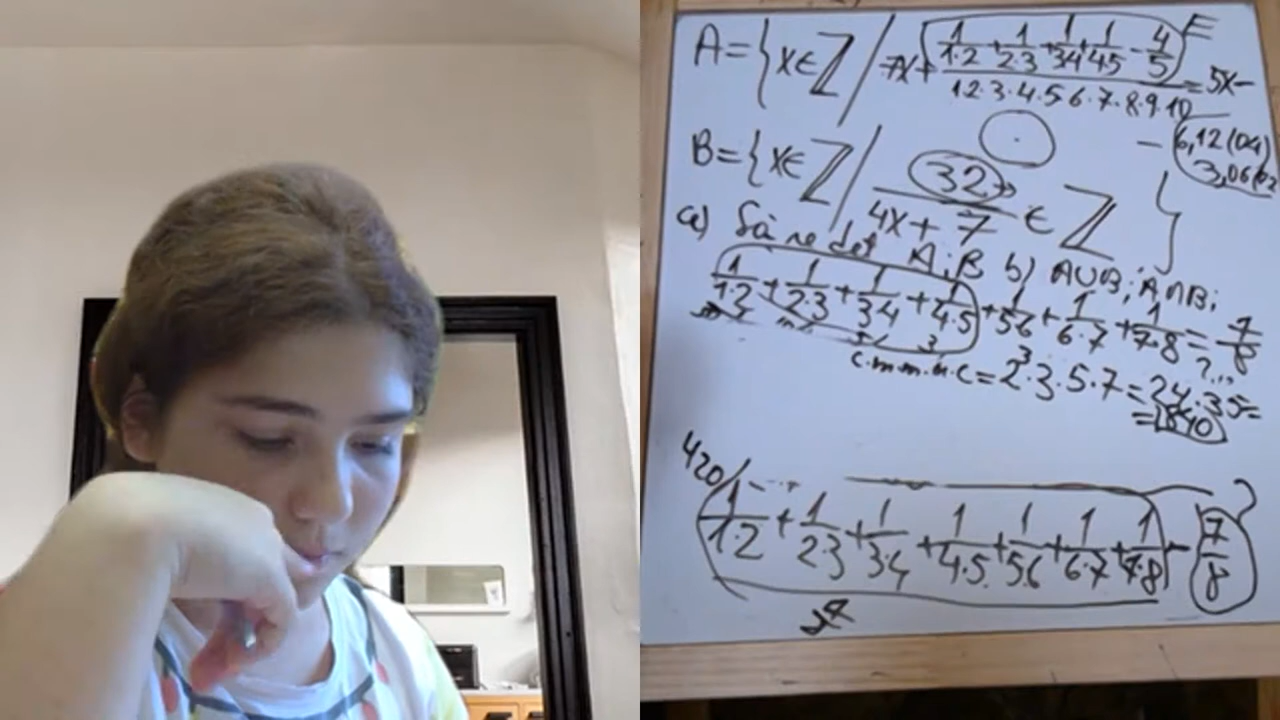 A = { x ∈ Z / 7x + (1/1·2 + 1/2·3 + 1/3·4 + 1/4·5 - 4/5) / 1·2·3·4·5·6·7·8·9·10 = 5x -
- 6,12(04) / 3,06(02
B = { x ∈ Z / 32 / 4x + 7 ∈ Z }
a) Să se det A; B b) A∪B; A∩B;
1/1·2 + 1/2·3 + 1/3·4 + 1/4·5 + 1/5·6 + 1/6·7 + 1/7·8 = 7/8
c.m.m.m.c = 2³·3·5·7 = 24·35 =
= 840
420/
1/1·2 + 1/2·3 + 1/3·4 + 1/4·5 + 1/5·6 + 1/6·7 + 1/7·8 - 7/8